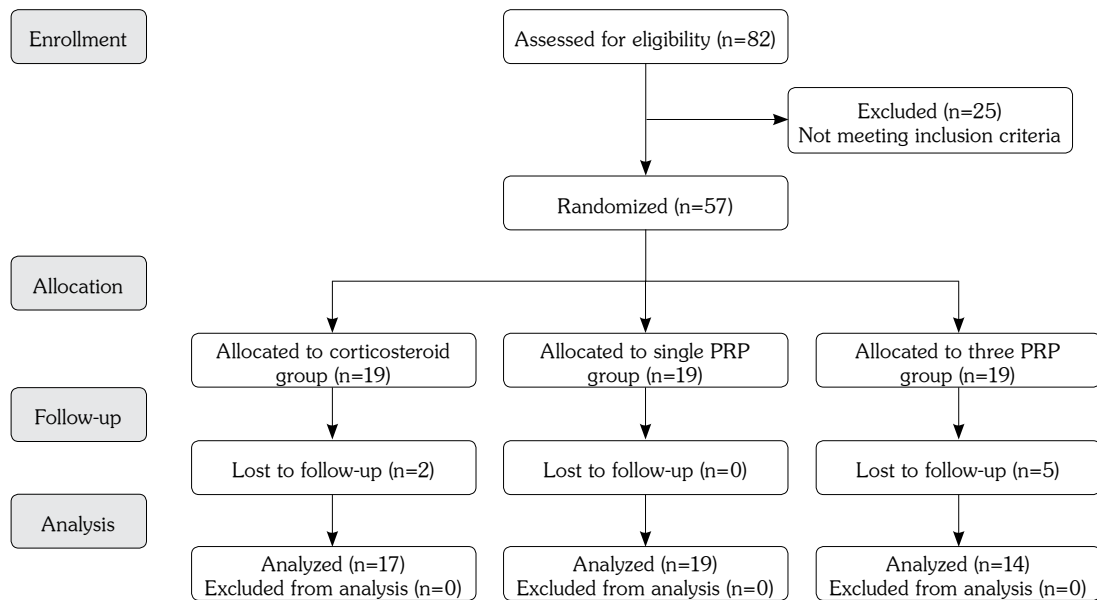 Enrollment
Assessed for eligibility (n=82)
Excluded (n=25)
Not meeting inclusion criteria
Randomized (n=57)
Allocation
Allocated to corticosteroid
group (n=19)
Allocated to single PRP
group (n=19)
Allocated to three PRP
group (n=19)
Follow-up
Lost to follow-up (n=2)
Lost to follow-up (n=0)
Lost to follow-up (n=5)
Analysis
Analyzed (n=17)
Excluded from analysis (n=0)
Analyzed (n=19)
Excluded from analysis (n=0)
Analyzed (n=14)
Excluded from analysis (n=0)